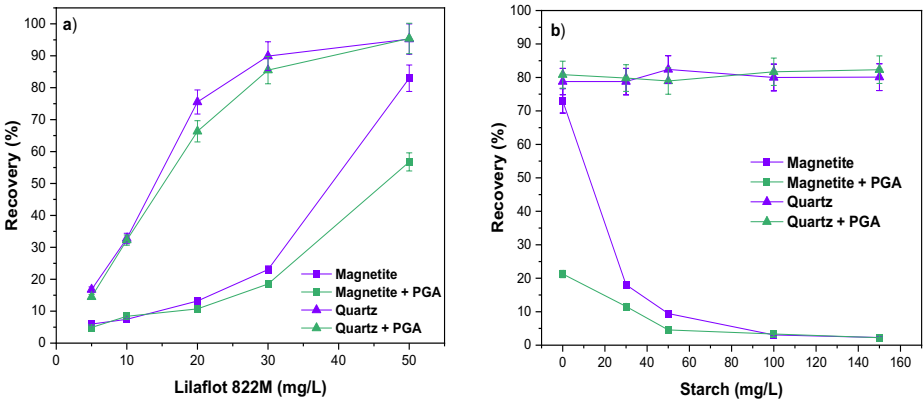 a)
Recovery (%)
100
90
80
70
60
50
40
30
20
10
0
Magnetite
Magnetite + PGA
Quartz
Quartz + PGA
0 10 20 30 40 50
Lilaflot 822M (mg/L)
b)
Recovery (%)
100
90
80
70
60
50
40
30
20
10
0
Magnetite
Magnetite + PGA
Quartz
Quartz + PGA
0 20 40 60 80 100 120 140 160
Starch (mg/L)